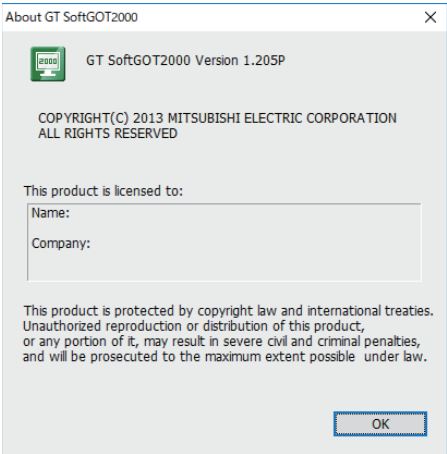 About GT SoftGOT2000
2000
GT SoftGOT2000 Version 1.205P
COPYRIGHT(C) 2013 MITSUBISHI ELECTRIC CORPORATION
ALL RIGHTS RESERVED
This product is licensed to:
Name:
Company:
This product is protected by copyright law and international treaties.
Unauthorized reproduction or distribution of this product,
or any portion of it, may result in severe civil and criminal penalties,
and will be prosecuted to the maximum extent possible under law.
OK